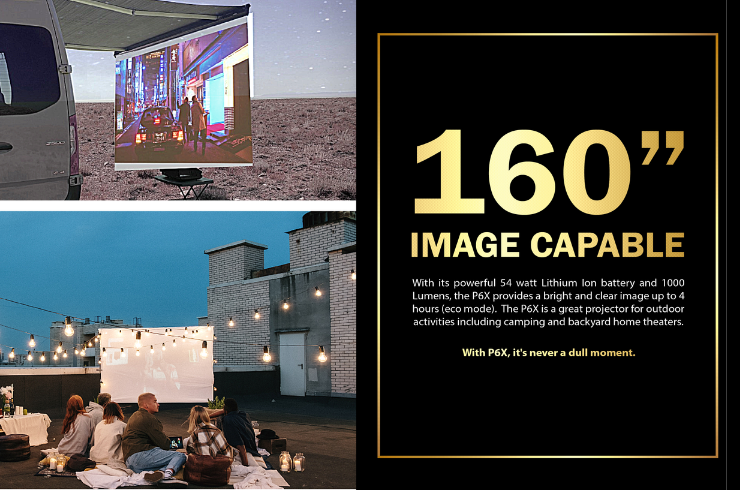 160”
IMAGE CAPABLE
With its powerful 54 watt Lithium Ion battery and 1000
Lumens, the P6X provides a bright and clear image up to 4
hours (eco mode). The P6X is a great projector for outdoor
activities including camping and backyard home theaters.
With P6X, it's never a dull moment.